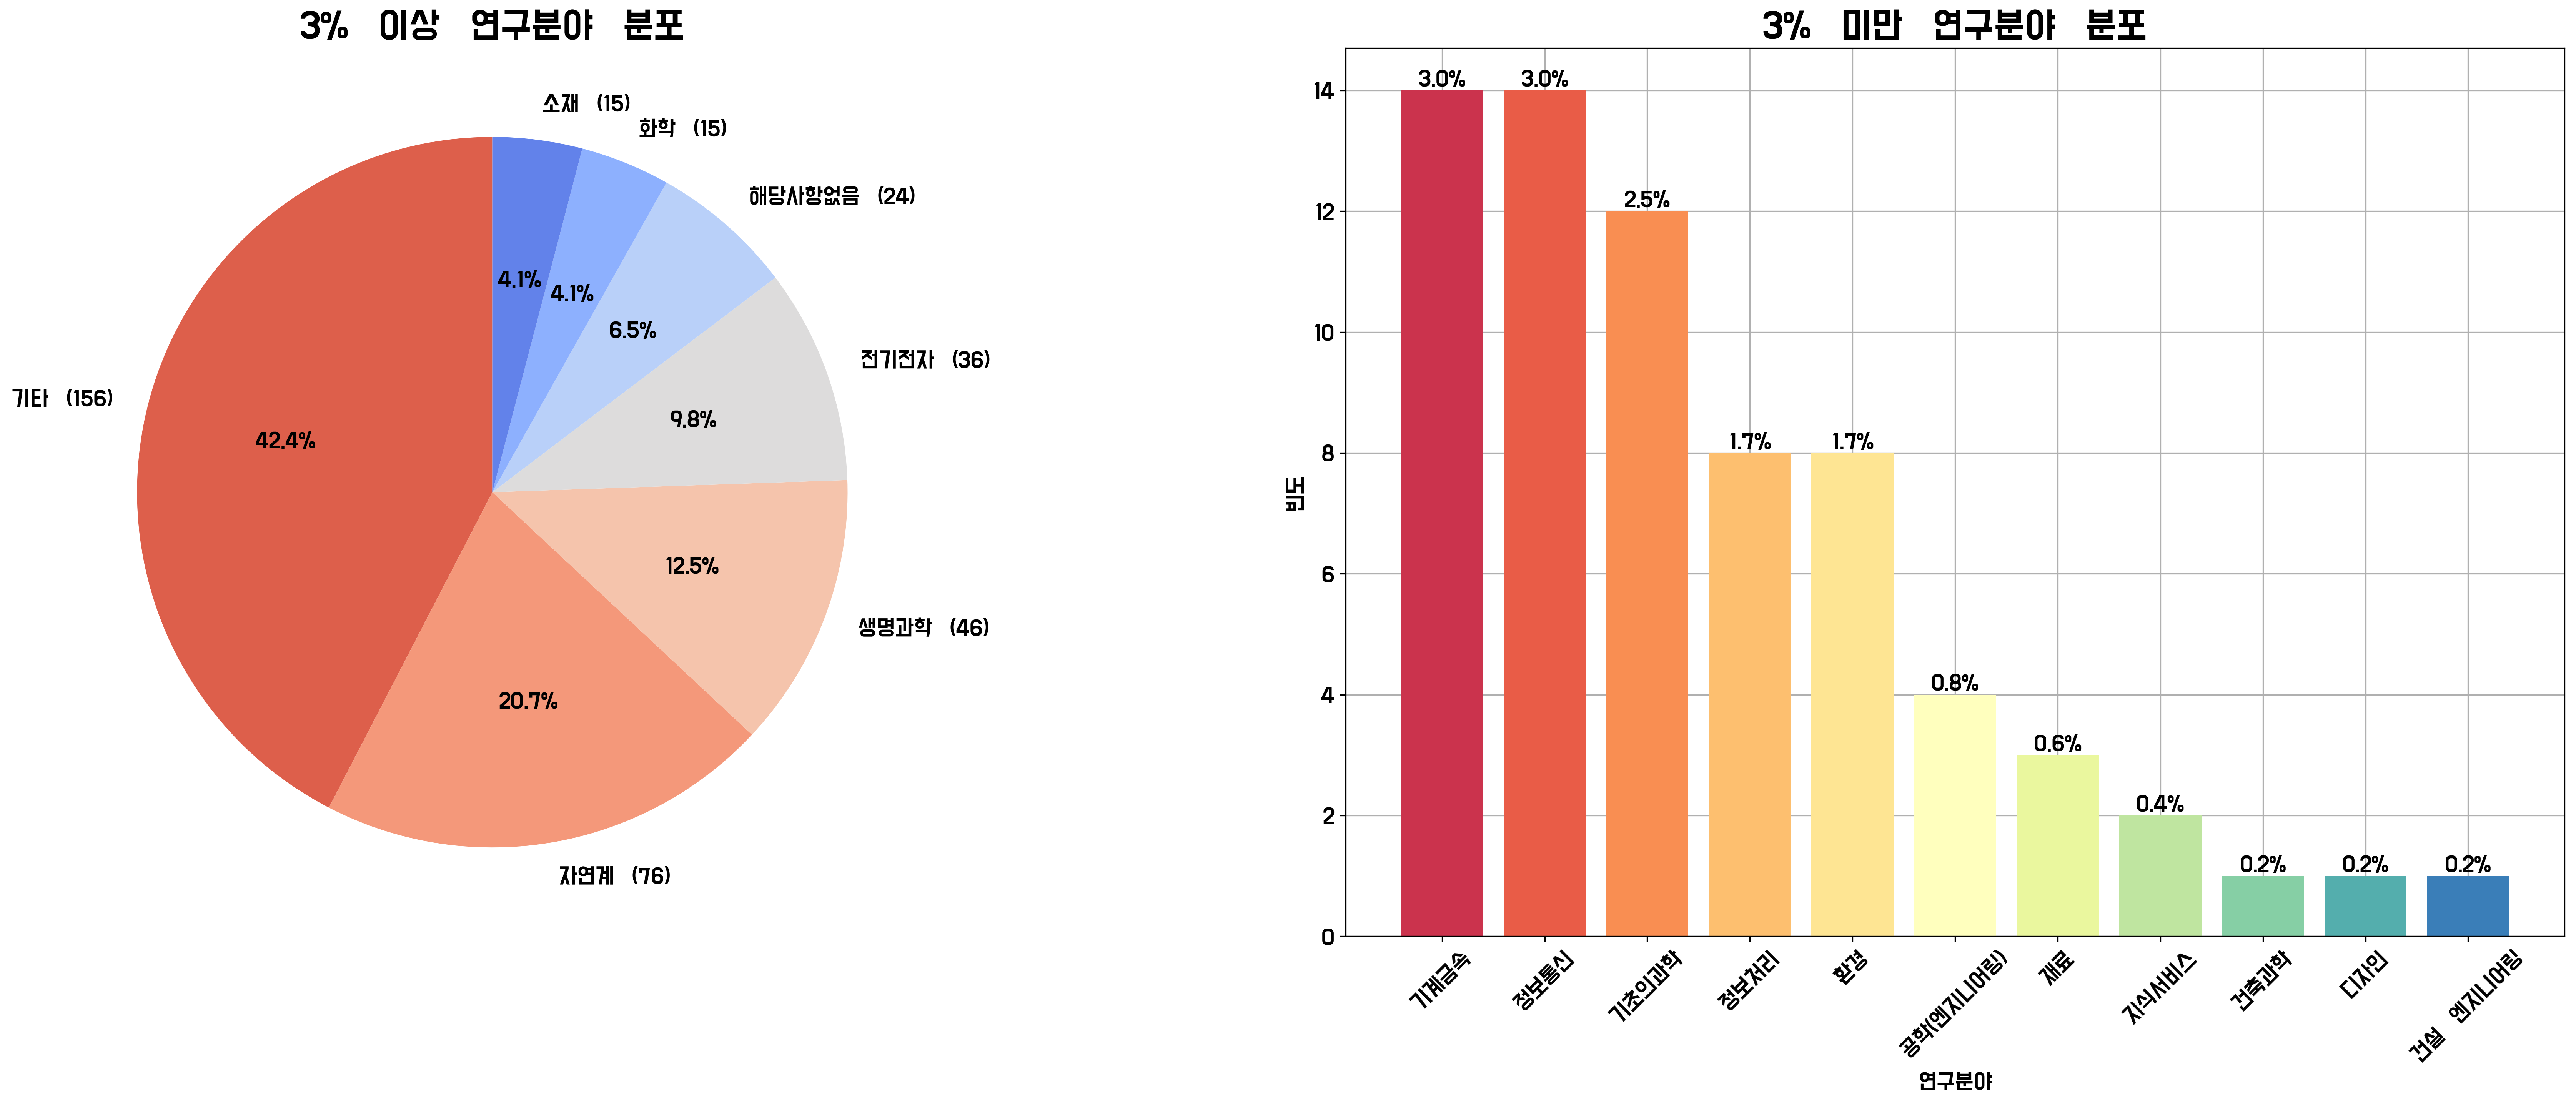 3% 이상 연구분야 분포
소재 (15)
화학 (15)
해당사항없음 (24)
전기전자 (36)
생명과학 (46)
자연계 (76)
기타 (156)
4.1%
4.1%
6.5%
9.8%
12.5%
20.7%
42.4%
3% 미만 연구분야 분포
빈도
14
12
10
8
6
4
2
0
3.0%
3.0%
2.5%
1.7%
1.7%
0.8%
0.6%
0.4%
0.2%
0.2%
0.2%
기계금속
정보통신
기초의과학
정보처리
환경
공학(엔지니어링)
재료
지식서비스
건축과학
디자인
건설 엔지니어링
연구분야